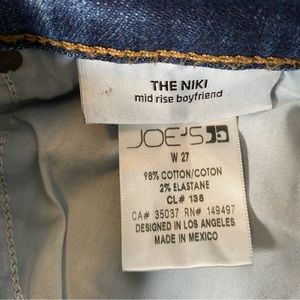 THE NIKI
mid rise boyfriend
JOE'S
W 27
98% COTTON/COTON
2% ELASTANE
CL# 138
CA# 35037 RN# 149497
DESIGNED IN LOS ANGELES
MADE IN MEXICO